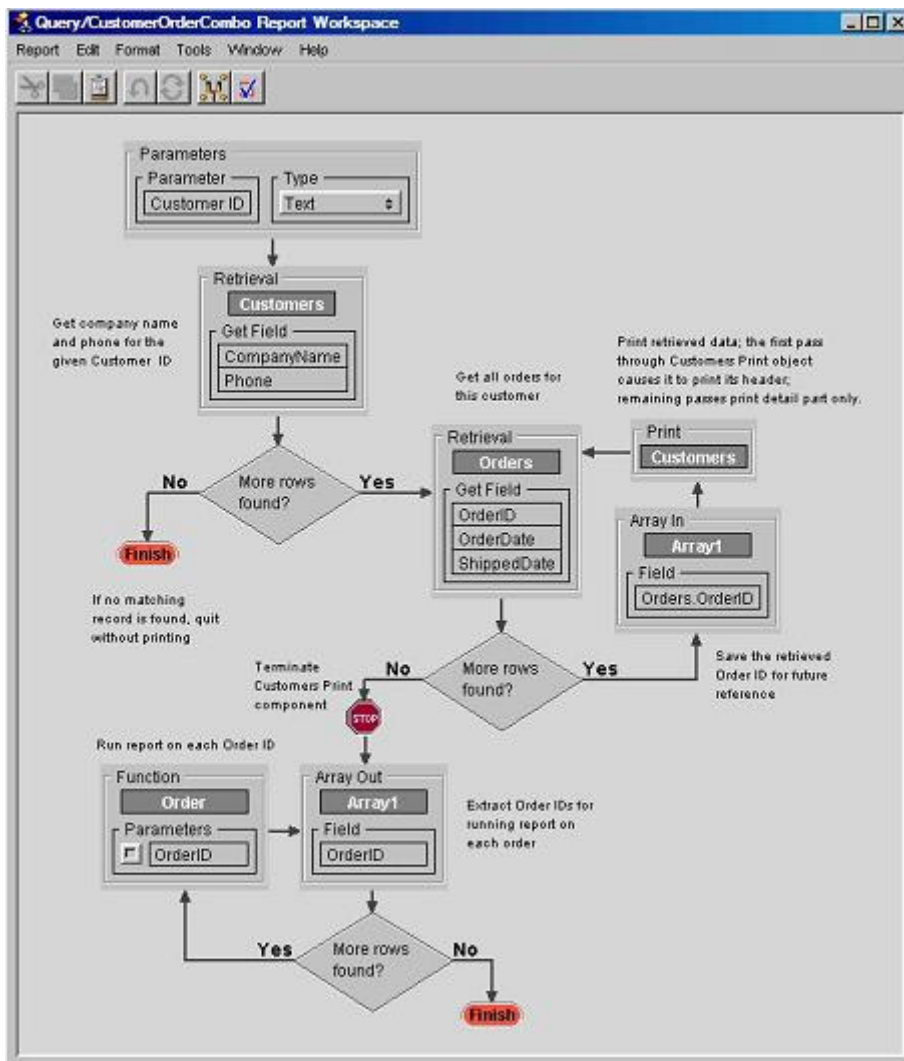 Query/CustomerOrderCombo Report Workspace
Report Edit Format Tools Window Help
Parameters
Parameter
Customer ID
Type
Text
Retrieval
Customers
Get Field
CompanyName
Phone
Get company name
and phone for the
given Customer ID
More rows
found?
No
Yes
Finish
If no matching
record is found, quit
without printing
Get all orders for
this customer
Retrieval
Orders
Get Field
OrderID
OrderDate
ShippedDate
Print retrieved data; the first pass
through Customers Print object
causes it to print its header;
remaining passes print detail part only.
Print
Customers
Array In
Array1
Field
Orders.OrderID
More rows
found?
No
Yes
Save the retrieved
Order ID for future
reference
Terminate
Customers Print
component
STOP
Run report on each Order ID
Function
Order
Parameters
OrderID
Array Out
Array1
Field
OrderID
Extract Order IDs for
running report on
each order
More rows
found?
Yes
No
Finish